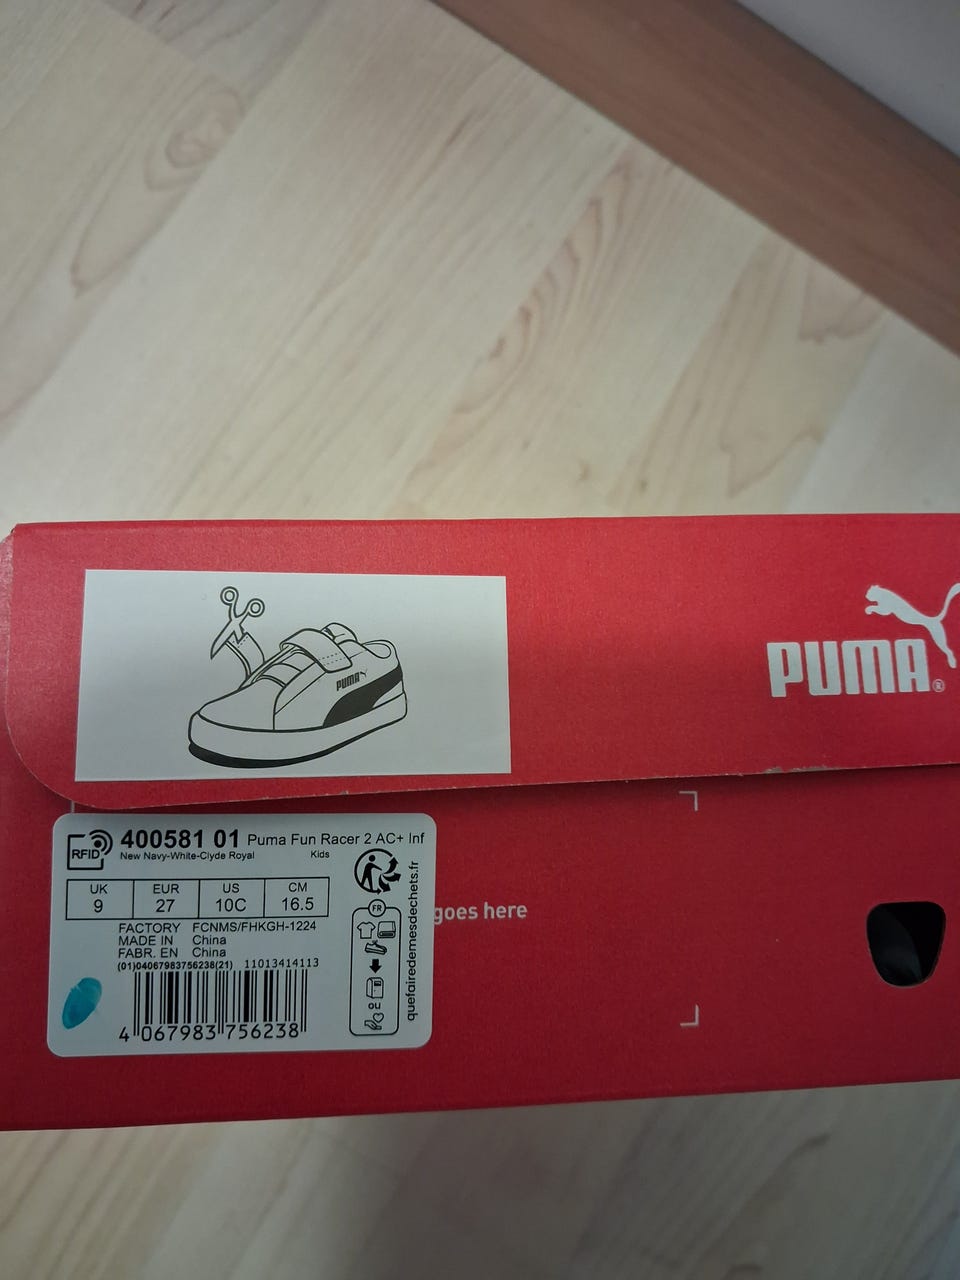 PUMA
PUMA®
RFID
400581 01 Puma Fun Racer 2 AC+ Inf
New Navy-White-Clyde Royal Kids
UK EUR US CM
9 27 10C 16.5
FACTORY FCNMS/FHKGH-1224
MADE IN China
FABR. EN China
(01)04067983756238(21) 11013414113
4 067983 756238
FR
ou
quefairedemesdechets.fr
goes here